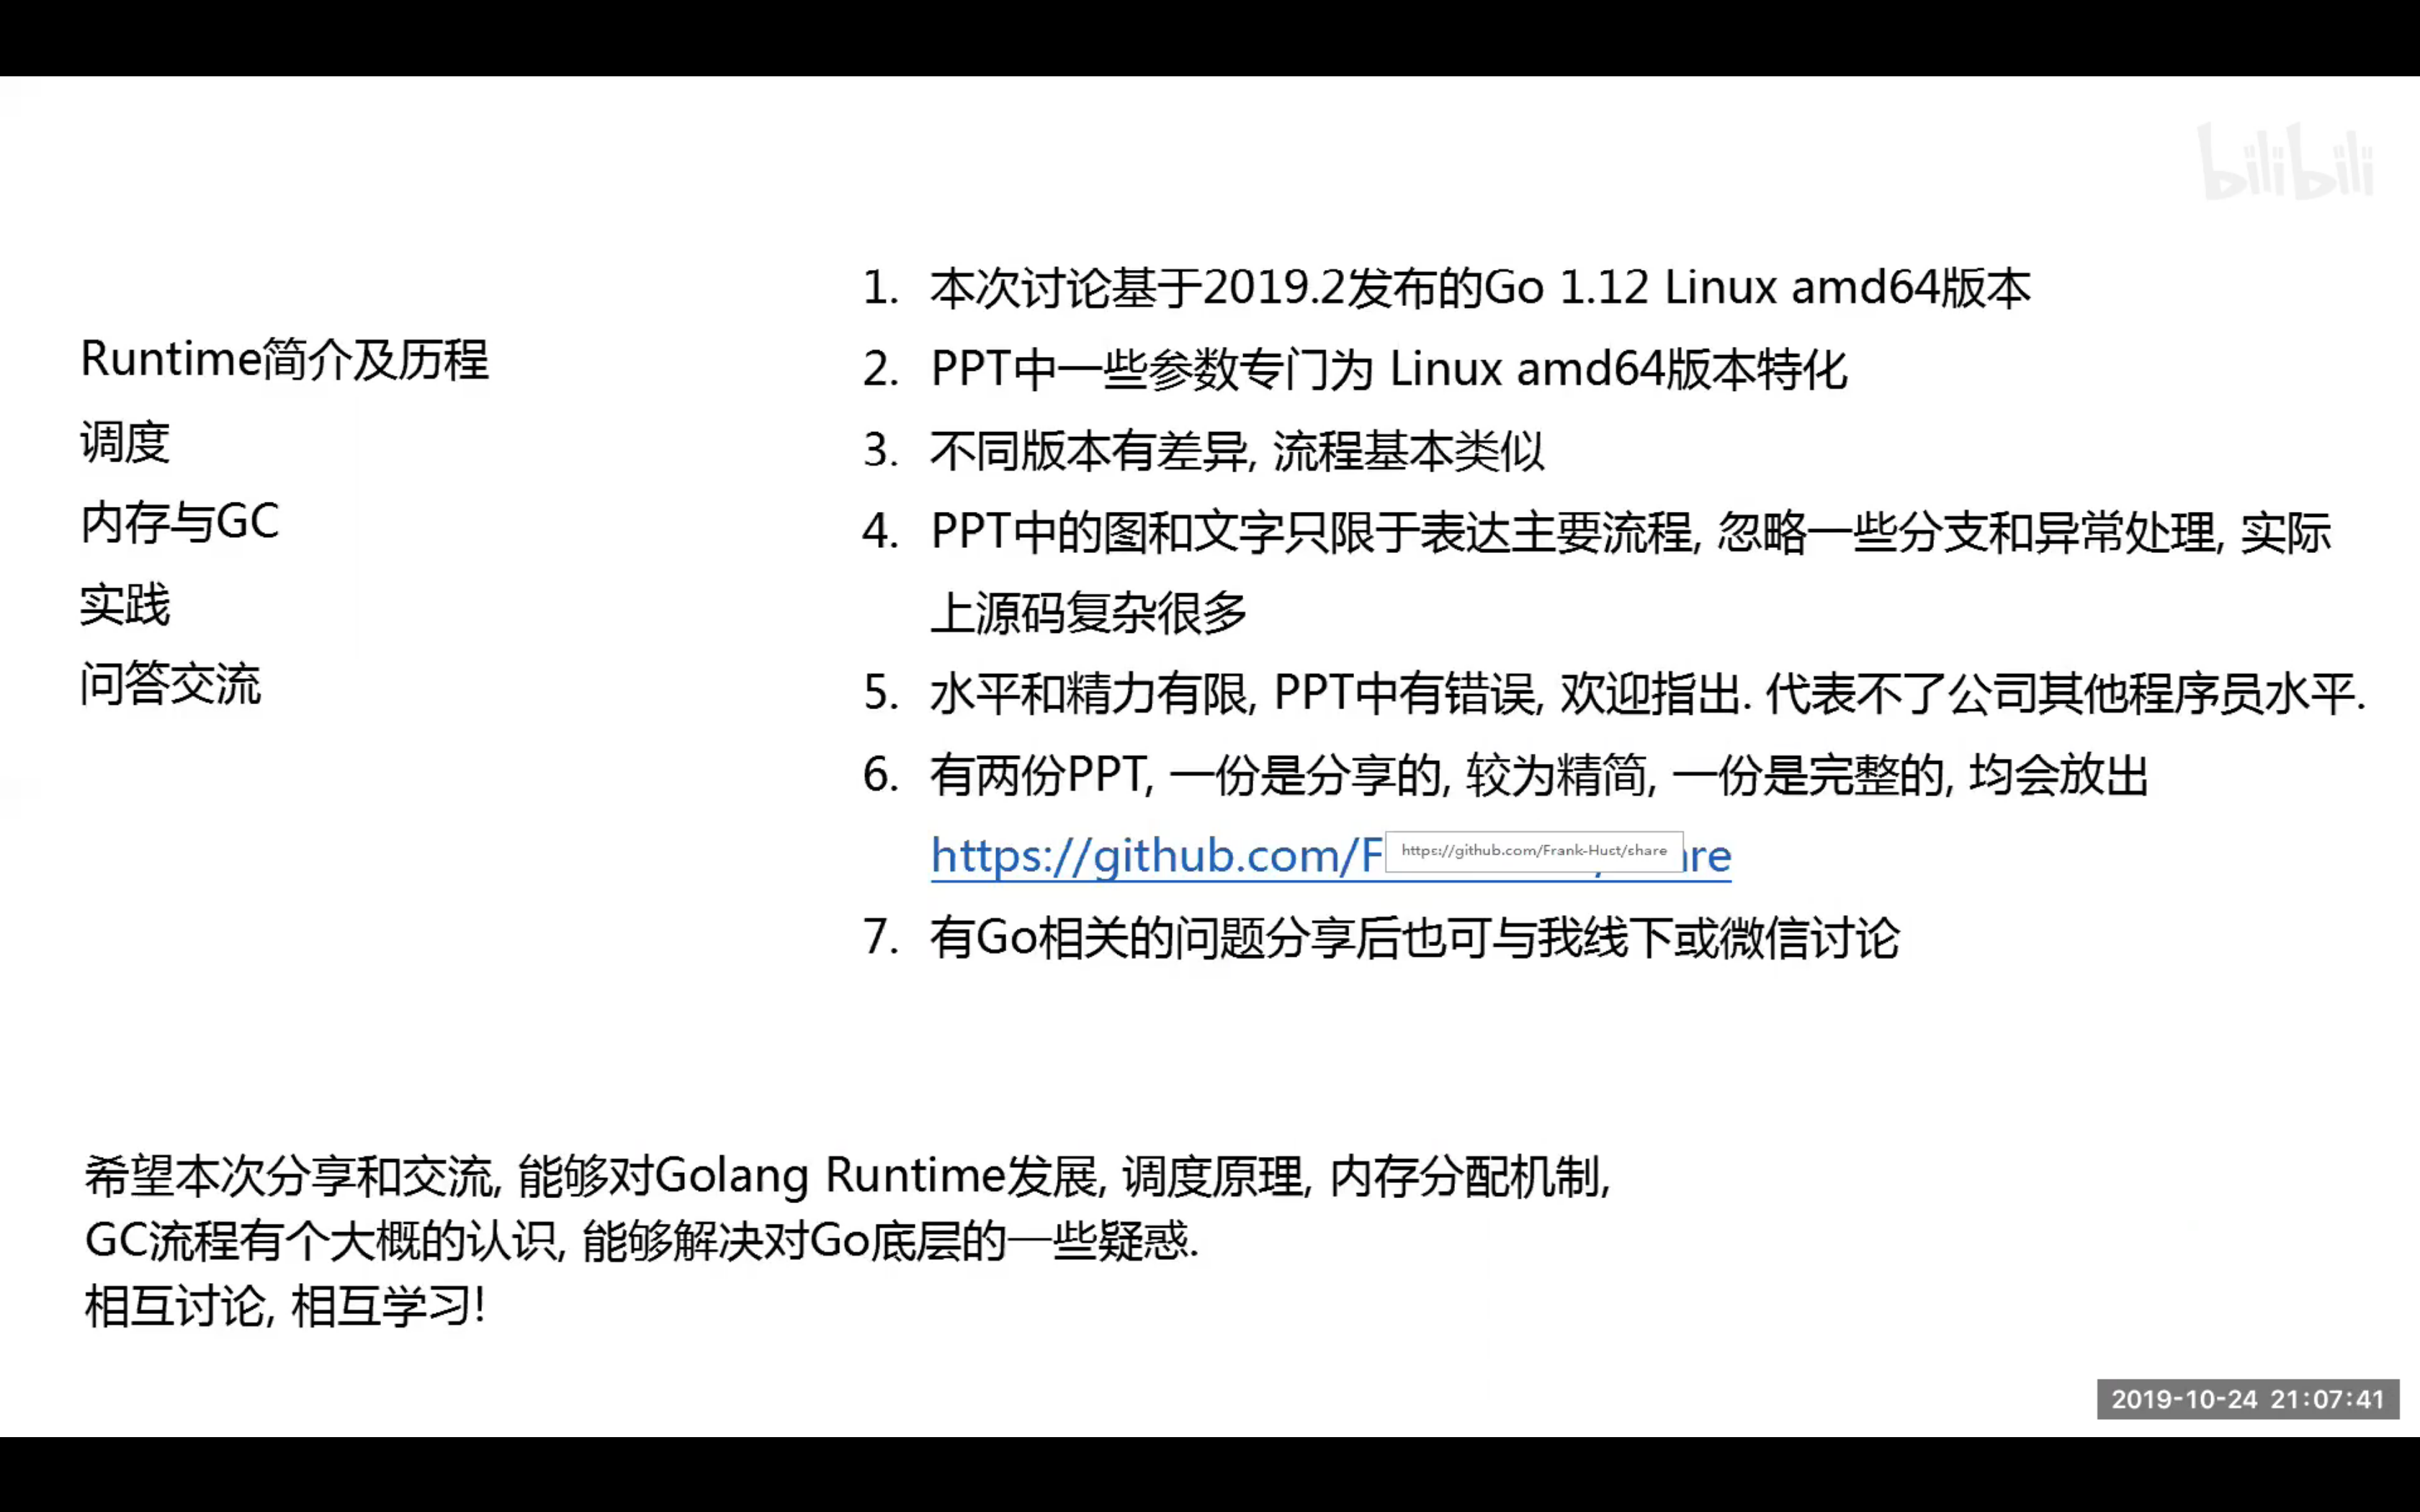 bilibili
Runtime简介及历程
调度
内存与GC
实践
问答交流
1. 本次讨论基于2019.2发布的Go 1.12 Linux amd64版本
2. PPT中一些参数专门为 Linux amd64版本特化
3. 不同版本有差异, 流程基本类似
4. PPT中的图和文字只限于表达主要流程, 忽略一些分支和异常处理, 实际
上源码复杂很多
5. 水平和精力有限, PPT中有错误, 欢迎指出. 代表不了公司其他程序员水平.
6. 有两份PPT, 一份是分享的, 较为精简, 一份是完整的, 均会放出
https://github.com/F
https://github.com/Frank-Hust/share
re
7. 有Go相关的问题分享后也可与我线下或微信讨论
希望本次分享和交流, 能够对Golang Runtime发展, 调度原理, 内存分配机制,
GC流程有个大概的认识, 能够解决对Go底层的一些疑惑.
相互讨论, 相互学习!
2019-10-24 21:07:41